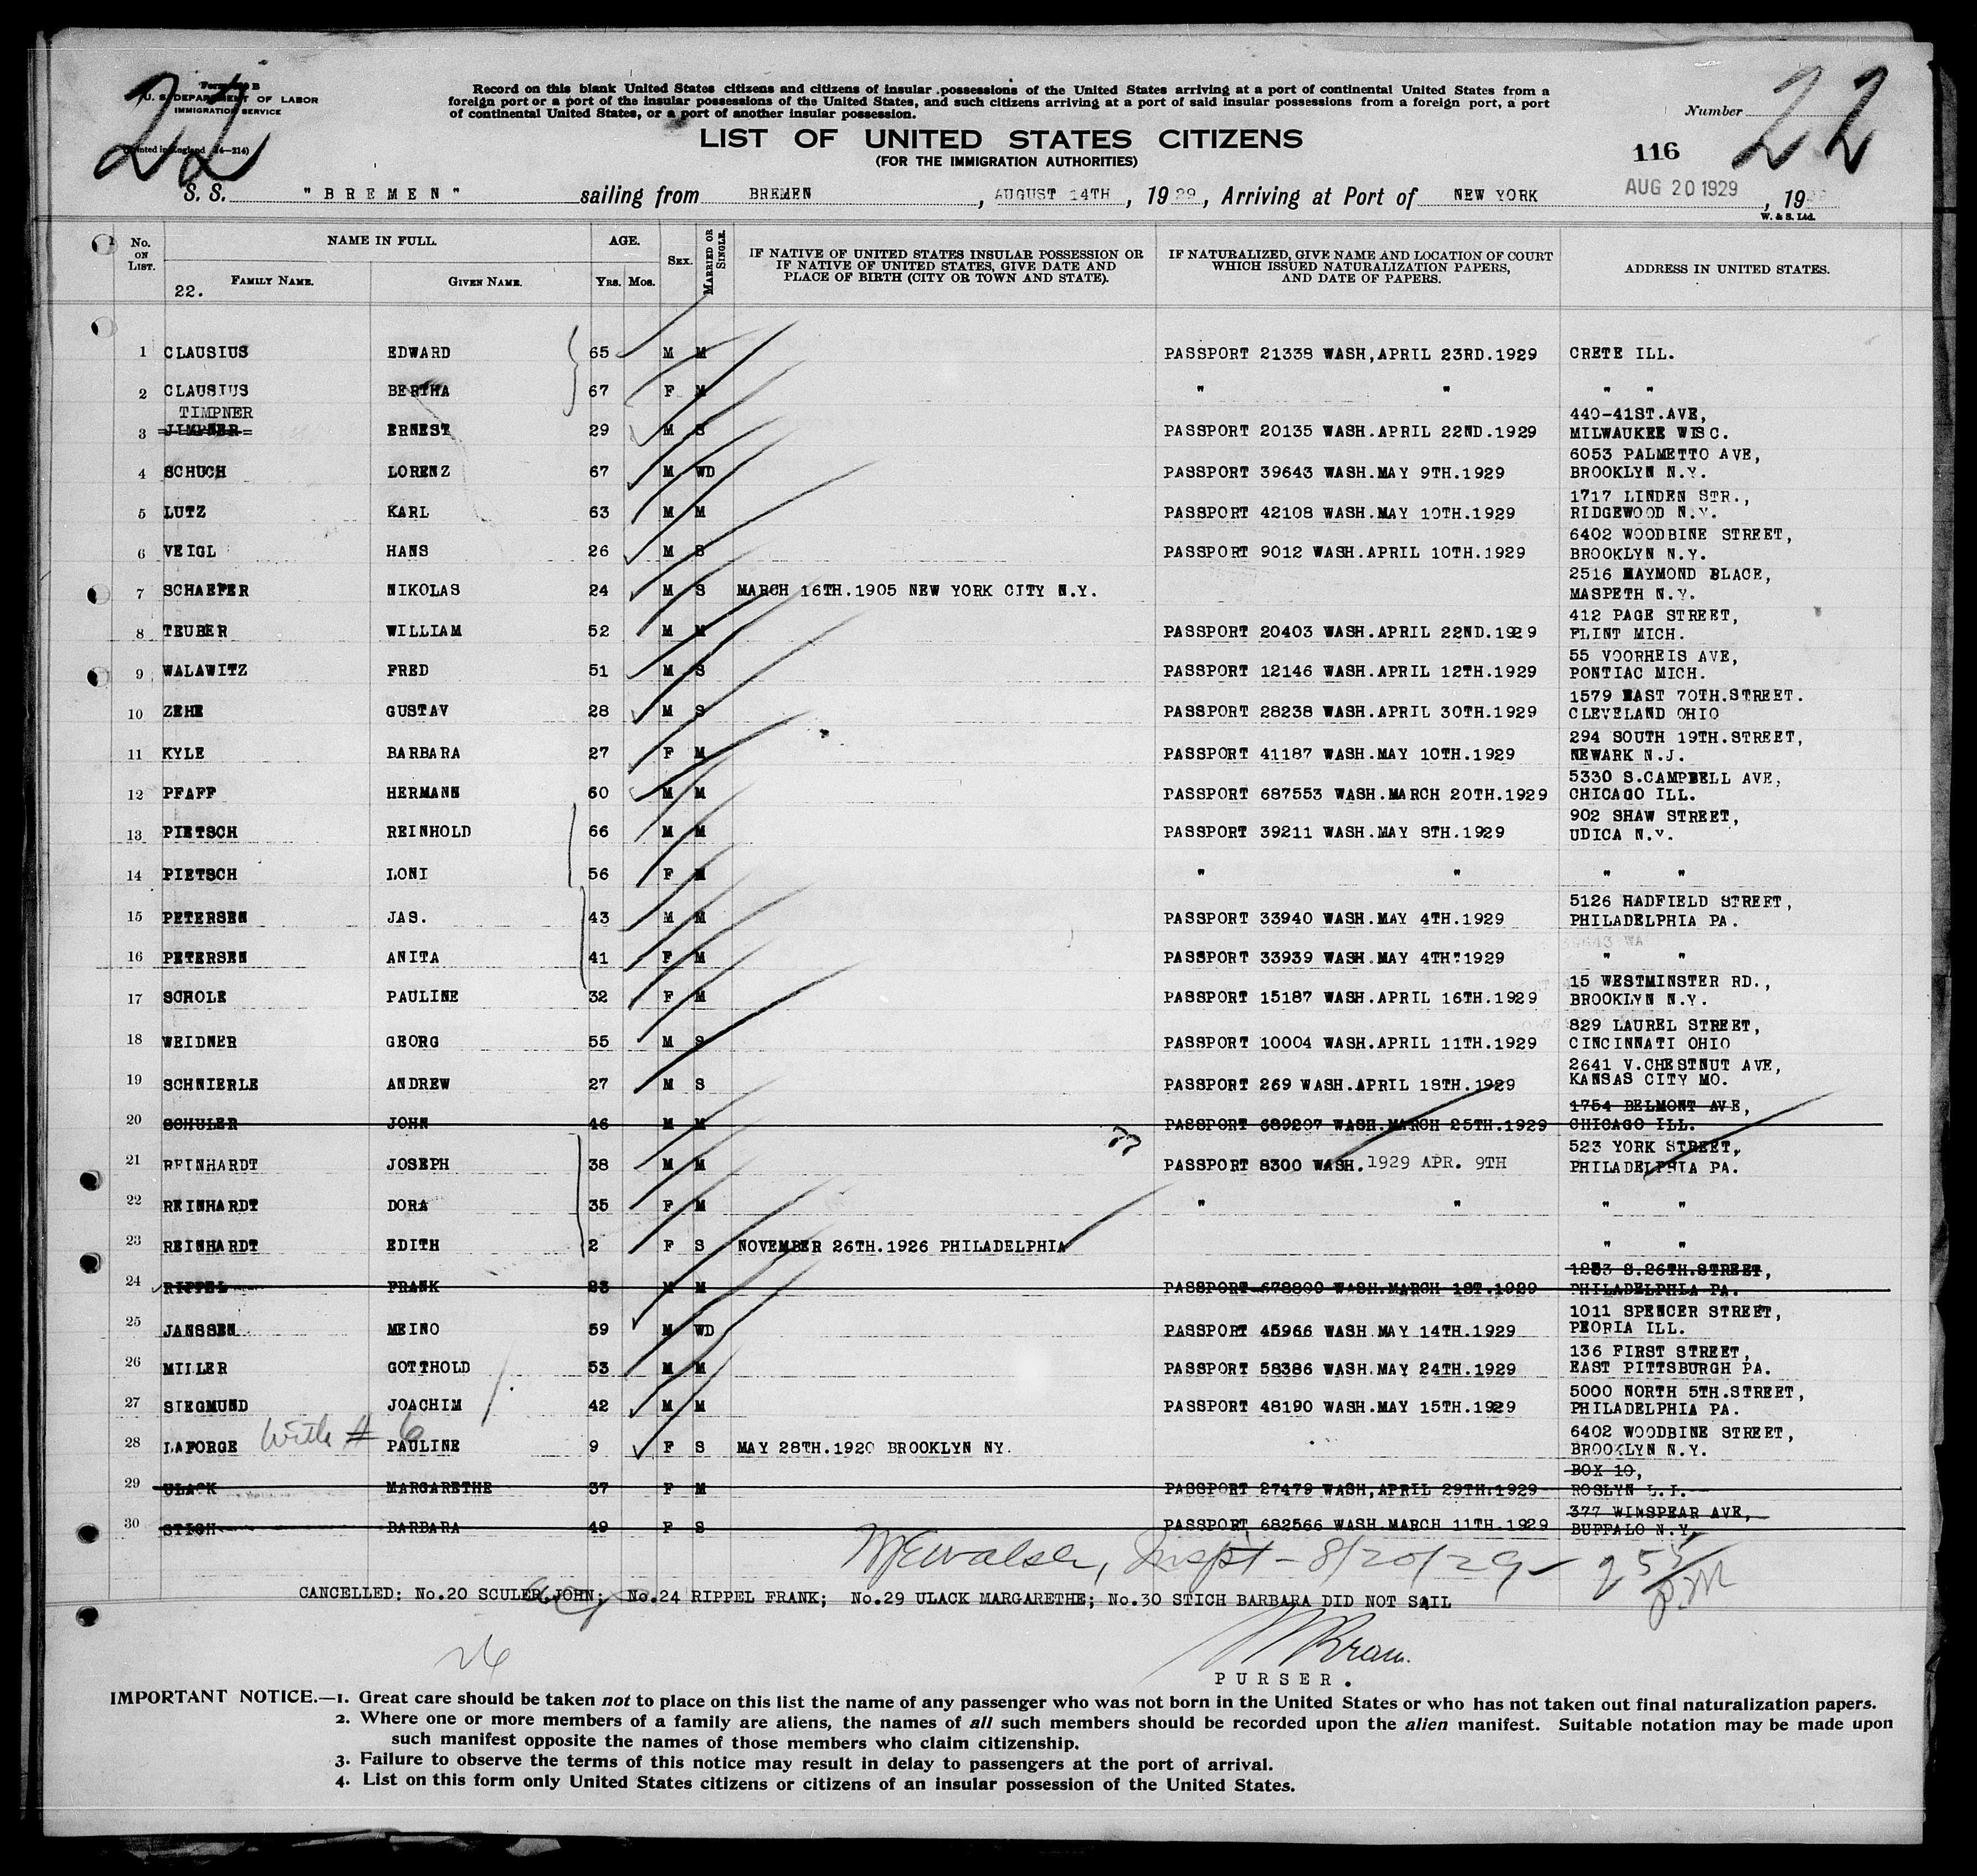 22
Form 630 B
U. S. DEPARTMENT OF LABOR
IMMIGRATION SERVICE
Record on this blank United States citizens and citizens of insular possessions of the United States arriving at a port of continental United States from a
foreign port or a port of the insular possessions of the United States, and such citizens arriving at a port of said insular possessions from a foreign port, a port
of continental United States, or a port of another insular possession.
Number 22
LIST OF UNITED STATES CITIZENS
(FOR THE IMMIGRATION AUTHORITIES)
116
S. S. "BREMEN" sailing from BREMEN, AUGUST 14TH, 1929, Arriving at Port of NEW YORK AUG 20 1929, 19
W. & S. Ltd.
No. ON LIST. NAME IN FULL. AGE. SEX. MARRIED OR SINGLE. IF NATIVE OF UNITED STATES INSULAR POSSESSION OR IF NATIVE OF UNITED STATES, GIVE DATE AND PLACE OF BIRTH (CITY OR TOWN AND STATE). IF NATURALIZED, GIVE NAME AND LOCATION OF COURT WHICH ISSUED NATURALIZATION PAPERS, AND DATE OF PAPERS. ADDRESS IN UNITED STATES.
22. FAMILY NAME. GIVEN NAME. Yrs. Mos.
1 CLAUSIUS EDWARD 65 M M PASSPORT 21338 WASH,APRIL 23RD.1929 CRETE ILL.
2 CLAUSIUS BERTHA 67 F M " " " "
TIMPNER 440-41ST.AVE,
3 JIMPNER ERNEST 29 M S PASSPORT 20135 WASH.APRIL 22ND.1929 MILWAUKEE WISC.
6053 PALMETTO AVE,
4 SCHUCH LORENZ 67 M WD PASSPORT 39643 WASH.MAY 9TH.1929 BROOKLYN N.Y.
1717 LINDEN STR.,
5 LUTZ KARL 63 M M PASSPORT 42108 WASH.MAY 10TH.1929 RIDGEWOOD N.Y.
6402 WOODBINE STREET,
6 VEIGL HANS 26 M S PASSPORT 9012 WASH.APRIL 10TH.1929 BROOKLYN N.Y.
2516 MAYMOND BLACE,
7 SCHAEFER NIKOLAS 24 M S MARCH 16TH.1905 NEW YORK CITY N.Y. MASPETH N.Y.
412 PAGE STREET,
8 TEUBER WILLIAM 52 M M PASSPORT 20403 WASH.APRIL 22ND.1929 FLINT MICH.
55 VOORHEIS AVE,
9 WALAWITZ FRED 51 M S PASSPORT 12146 WASH.APRIL 12TH.1929 PONTIAC MICH.
1579 EAST 70TH.STREET.
10 ZEHE GUSTAV 28 M S PASSPORT 28238 WASH.APRIL 30TH.1929 CLEVELAND OHIO
294 SOUTH 19TH.STREET,
11 KYLE BARBARA 27 F M PASSPORT 41187 WASH.MAY 10TH.1929 NEWARK N.J.
5330 S.CAMPBELL AVE,
12 PFAFF HERMANN 60 M M PASSPORT 687553 WASH.MARCH 20TH.1929 CHICAGO ILL.
902 SHAW STREET,
13 PIETSCH REINHOLD 66 M M PASSPORT 39211 WASH.MAY 8TH.1929 UDICA N.Y.
14 PIETSCH LONI 56 F M " " " "
5126 HADFIELD STREET,
15 PETERSEN JAS. 43 M M PASSPORT 33940 WASH.MAY 4TH.1929 PHILADELPHIA PA.
16 PETERSEN ANITA 41 F M PASSPORT 33939 WASH.MAY 4TH.1929 " "
15 WESTMINSTER RD.,
17 SCHOLE PAULINE 32 F M PASSPORT 15187 WASH.APRIL 16TH.1929 BROOKLYN N.Y.
829 LAUREL STREET,
18 WEIDNER GEORG 55 M S PASSPORT 10004 WASH.APRIL 11TH.1929 CINCINNATI OHIO
2641 V.CHESTNUT AVE,
19 SCHNIERLE ANDREW 27 M S PASSPORT 269 WASH.APRIL 18TH.1929 KANSAS CITY MO.
1754 BELMONT AVE,
20 SCHULER JOHN 46 M M PASSPORT 689207 WASH.MARCH 25TH.1929 CHICAGO ILL.
523 YORK STREET,
21 REINHARDT JOSEPH 38 M M PASSPORT 8300 WASH. 1929 APR. 9TH PHILADELPHIA PA.
22 REINHARDT DORA 35 F M " " " "
23 REINHARDT EDITH 2 F S NOVEMBER 26TH.1926 PHILADELPHIA " "
S.26TH.STREET,
24 RIPPEL FRANK M M PASSPORT 678800 WASH.MARCH 1ST.1929 PHILADELPHIA PA.
1011 SPENCER STREET,
25 JANSSEN MEINO 59 M WD PASSPORT 45966 WASH.MAY 14TH.1929 PEORIA ILL.
136 FIRST STREET,
26 MILLER GOTTHOLD 53 M M PASSPORT 58386 WASH.MAY 24TH.1929 EAST PITTSBURGH PA.
5000 NORTH 5TH.STREET,
27 SIEGMUND JOACHIM 42 M M PASSPORT 48190 WASH.MAY 15TH.1929 PHILADELPHIA PA.
6402 WOODBINE STREET,
28 LAFORGE with # 6 PAULINE 9 F S MAY 28TH.1920 BROOKLYN NY. BROOKLYN N.Y.
BOX 10,
29 ULACK MARGARETHE 37 F M PASSPORT 27479 WASH,APRIL 29TH.1929 ROSLYN L.I.
377 WINSPEAR AVE,
30 STICH BARBARA 49 F S PASSPORT 682566 WASH.MARCH 11TH.1929 BUFFALO N.Y.
Inspt - 8/20/29
CANCELLED: No.20 SCULER JOHN; No.24 RIPPEL FRANK; No.29 ULACK MARGARETHE; No.30 STICH BARBARA DID NOT SAIL
26
PURSER.
IMPORTANT NOTICE.—1. Great care should be taken not to place on this list the name of any passenger who was not born in the United States or who has not taken out final naturalization papers.
2. Where one or more members of a family are aliens, the names of all such members should be recorded upon the alien manifest. Suitable notation may be made upon
such manifest opposite the names of those members who claim citizenship.
3. Failure to observe the terms of this notice may result in delay to passengers at the port of arrival.
4. List on this form only United States citizens or citizens of an insular possession of the United States.